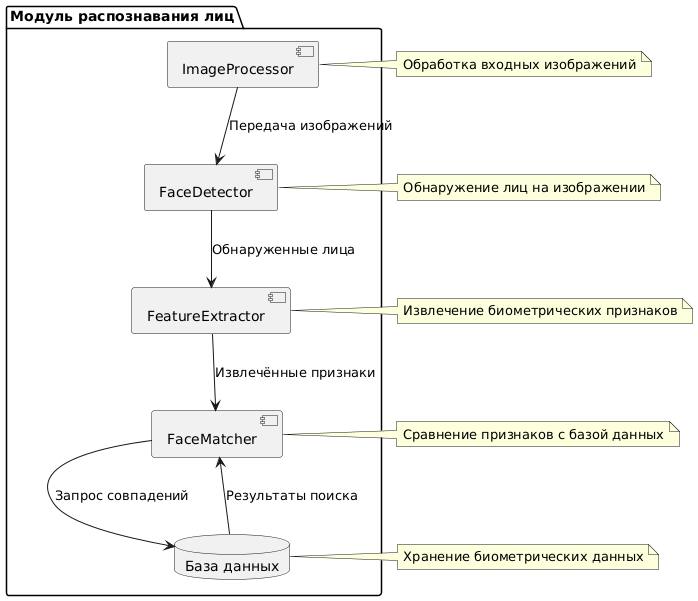 Модуль распознавания лиц
ImageProcessor
Обработка входных изображений
Передача изображений
FaceDetector
Обнаружение лиц на изображении
Обнаруженные лица
FeatureExtractor
Извлечение биометрических признаков
Извлечённые признаки
FaceMatcher
Сравнение признаков с базой данных
Запрос совпадений
Результаты поиска
База данных
Хранение биометрических данных